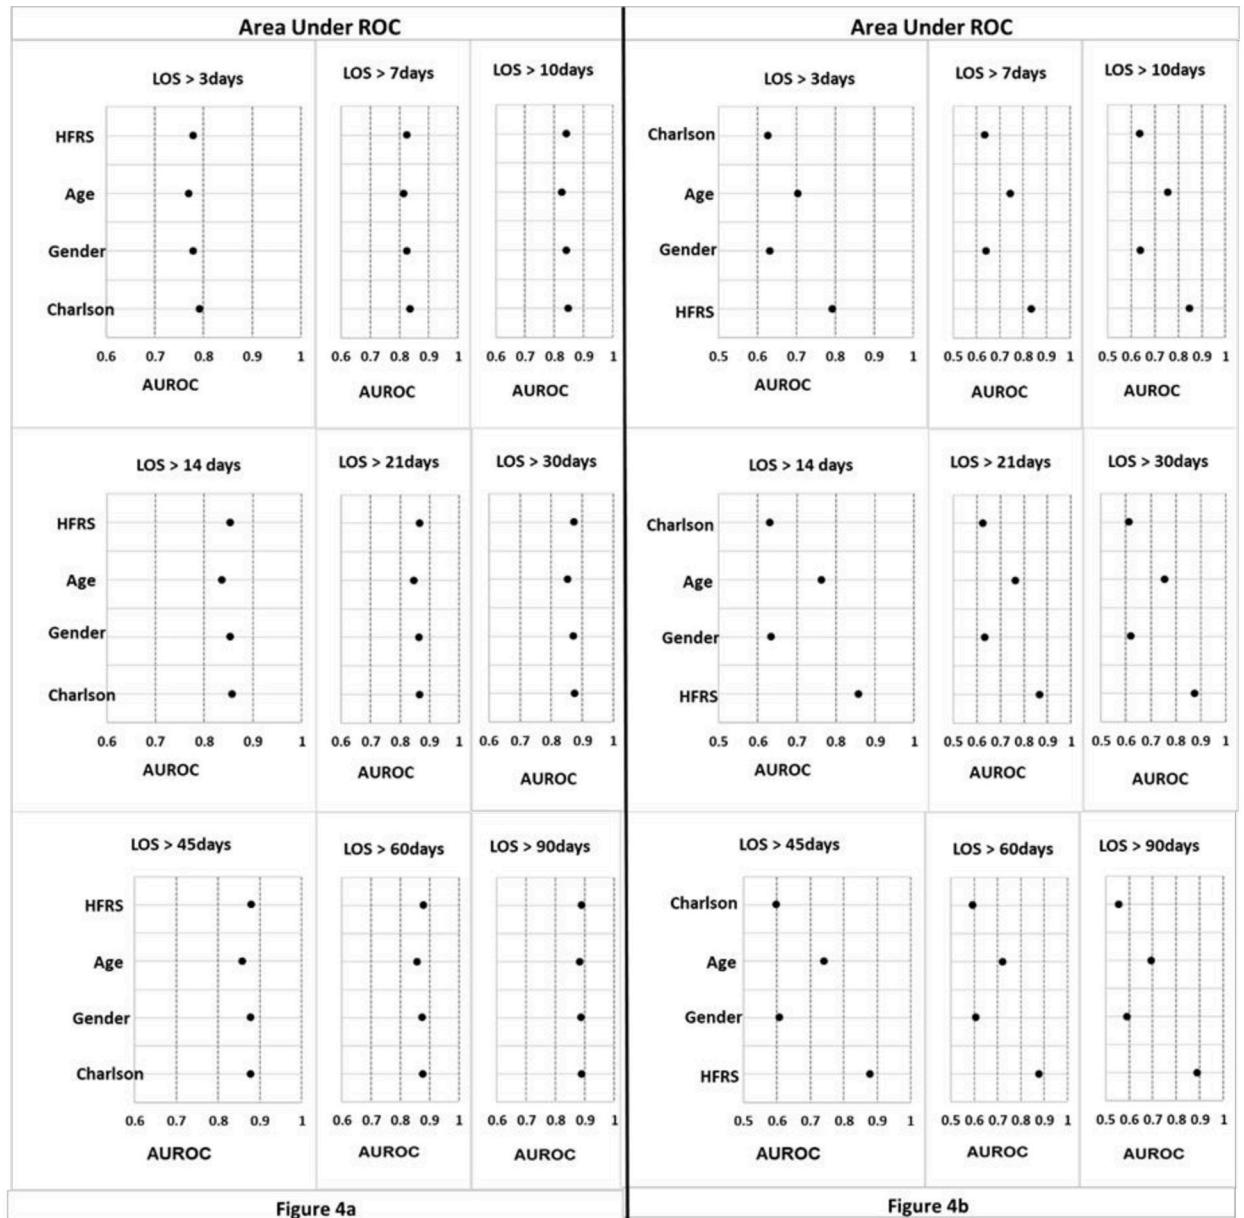 Area Under ROC
LOS > 3days
LOS > 7days
LOS > 10days
HFRS
Age
Gender
Charlson
0.6 0.7 0.8 0.9 1
0.6 0.7 0.8 0.9 1
0.6 0.7 0.8 0.9 1
AUROC
AUROC
AUROC
LOS > 14 days
LOS > 21days
LOS > 30days
HFRS
Age
Gender
Charlson
0.6 0.7 0.8 0.9 1
0.6 0.7 0.8 0.9 1
0.6 0.7 0.8 0.9 1
AUROC
AUROC
AUROC
LOS > 45days
LOS > 60days
LOS > 90days
HFRS
Age
Gender
Charlson
0.6 0.7 0.8 0.9 1
0.6 0.7 0.8 0.9 1
0.6 0.7 0.8 0.9 1
AUROC
AUROC
AUROC
Figure 4a
Area Under ROC
LOS > 3days
LOS > 7days
LOS > 10days
Charlson
Age
Gender
HFRS
0.5 0.6 0.7 0.8 0.9 1
0.5 0.6 0.7 0.8 0.9 1
0.5 0.6 0.7 0.8 0.9 1
AUROC
AUROC
AUROC
LOS > 14 days
LOS > 21days
LOS > 30days
Charlson
Age
Gender
HFRS
0.5 0.6 0.7 0.8 0.9 1
0.5 0.6 0.7 0.8 0.9 1
0.5 0.6 0.7 0.8 0.9 1
AUROC
AUROC
AUROC
LOS > 45days
LOS > 60days
LOS > 90days
Charlson
Age
Gender
HFRS
0.5 0.6 0.7 0.8 0.9 1
0.5 0.6 0.7 0.8 0.9 1
0.5 0.6 0.7 0.8 0.9 1
AUROC
AUROC
AUROC
Figure 4b